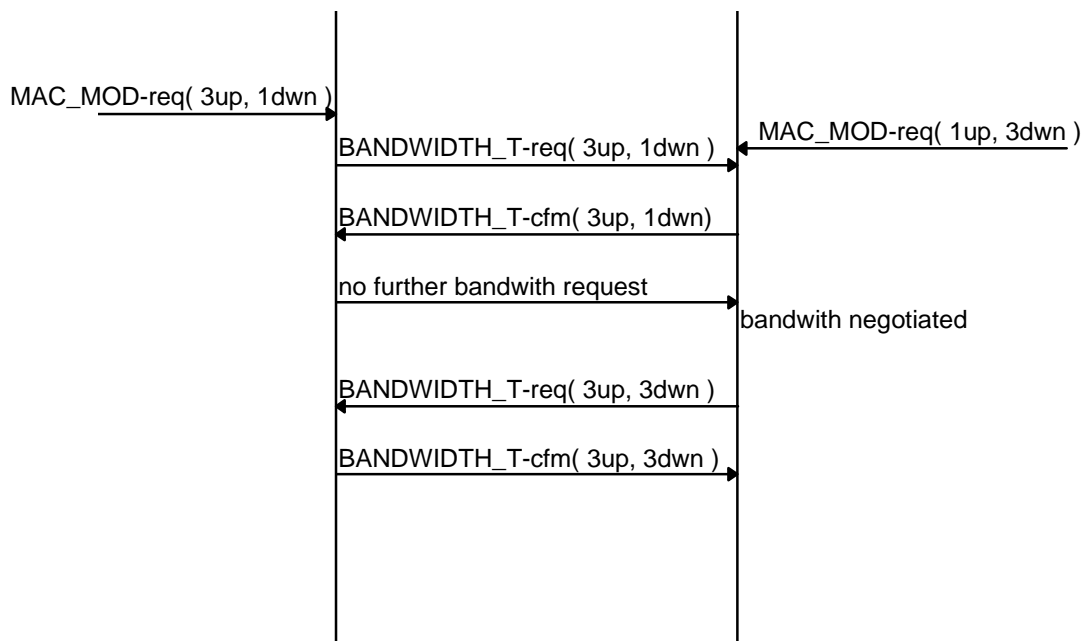 MAC_MOD-req( 3up, 1dwn )
MAC_MOD-req( 1up, 3dwn )
BANDWIDTH_T-req( 3up, 1dwn )
BANDWIDTH_T-cfm( 3up, 1dwn)
no further bandwith request
bandwith negotiated
BANDWIDTH_T-req( 3up, 3dwn )
BANDWIDTH_T-cfm( 3up, 3dwn )